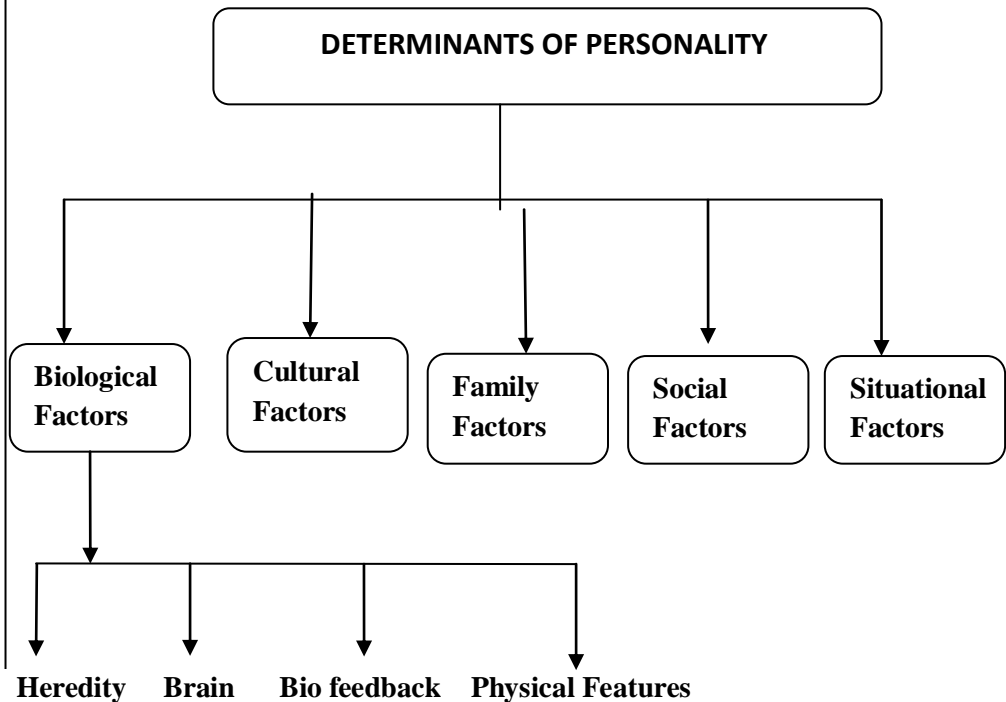 DETERMINANTS OF PERSONALITY
Biological
Factors
Cultural
Factors
Family
Factors
Social
Factors
Situational
Factors
Heredity
Brain
Bio feedback
Physical Features